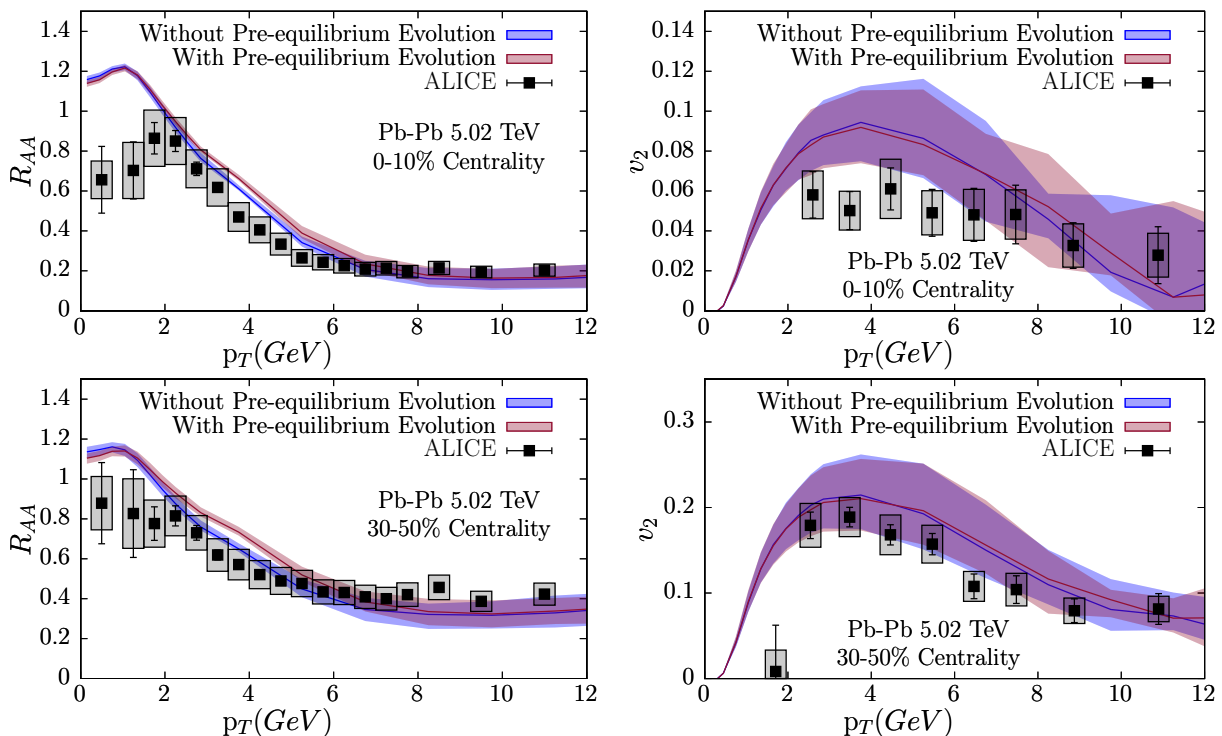 1.4
1.2
1
0.8
0.6
0.4
0.2
0
R_AA
Without Pre-equilibrium Evolution
With Pre-equilibrium Evolution
ALICE
Pb-Pb 5.02 TeV
0-10% Centrality
0 2 4 6 8 10 12
p_T(GeV)
0.14
0.12
0.1
0.08
0.06
0.04
0.02
0.00
v_2
Without Pre-equilibrium Evolution
With Pre-equilibrium Evolution
ALICE
Pb-Pb 5.02 TeV
0-10% Centrality
0 2 4 6 8 10 12
p_T(GeV)
1.4
1.2
1
0.8
0.6
0.4
0.2
0
R_AA
Without Pre-equilibrium Evolution
With Pre-equilibrium Evolution
ALICE
Pb-Pb 5.02 TeV
30-50% Centrality
0 2 4 6 8 10 12
p_T(GeV)
0.3
0.2
0.1
0
v_2
Without Pre-equilibrium Evolution
With Pre-equilibrium Evolution
ALICE
Pb-Pb 5.02 TeV
30-50% Centrality
0 2 4 6 8 10 12
p_T(GeV)